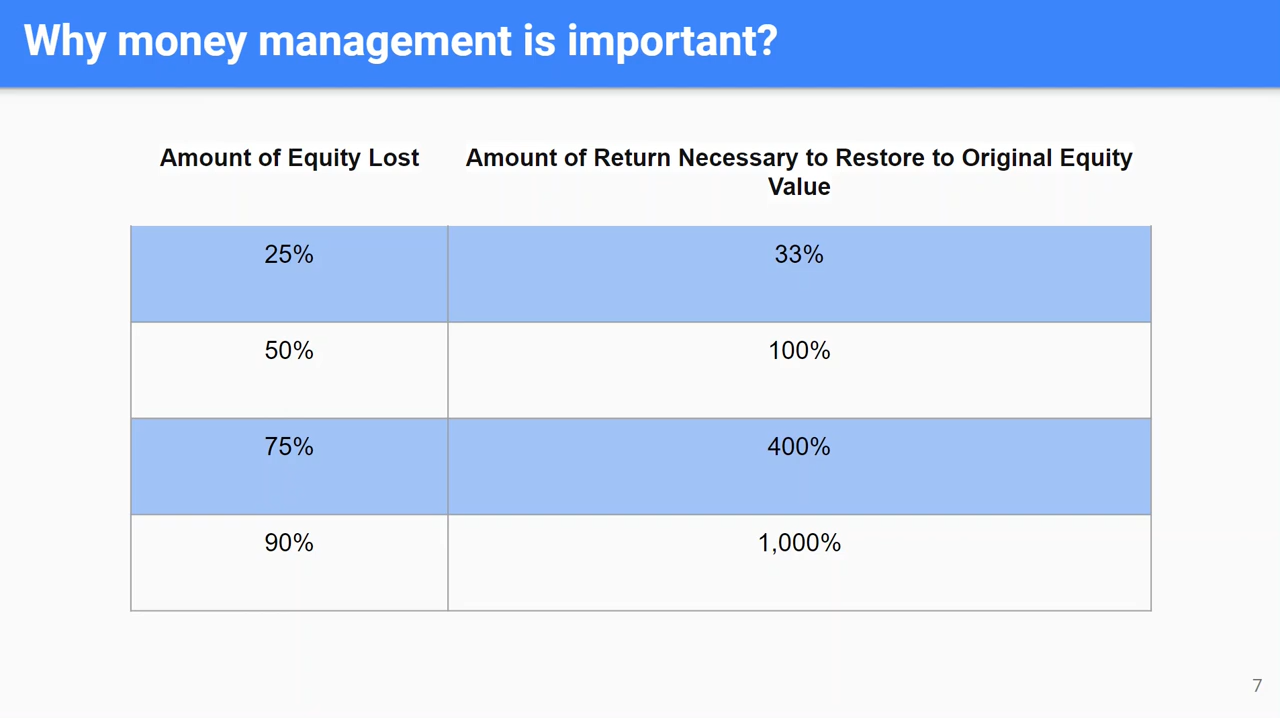 Why money management is important?
Amount of Equity Lost
Amount of Return Necessary to Restore to Original Equity
Value
25%
33%
50%
100%
75%
400%
90%
1,000%
7